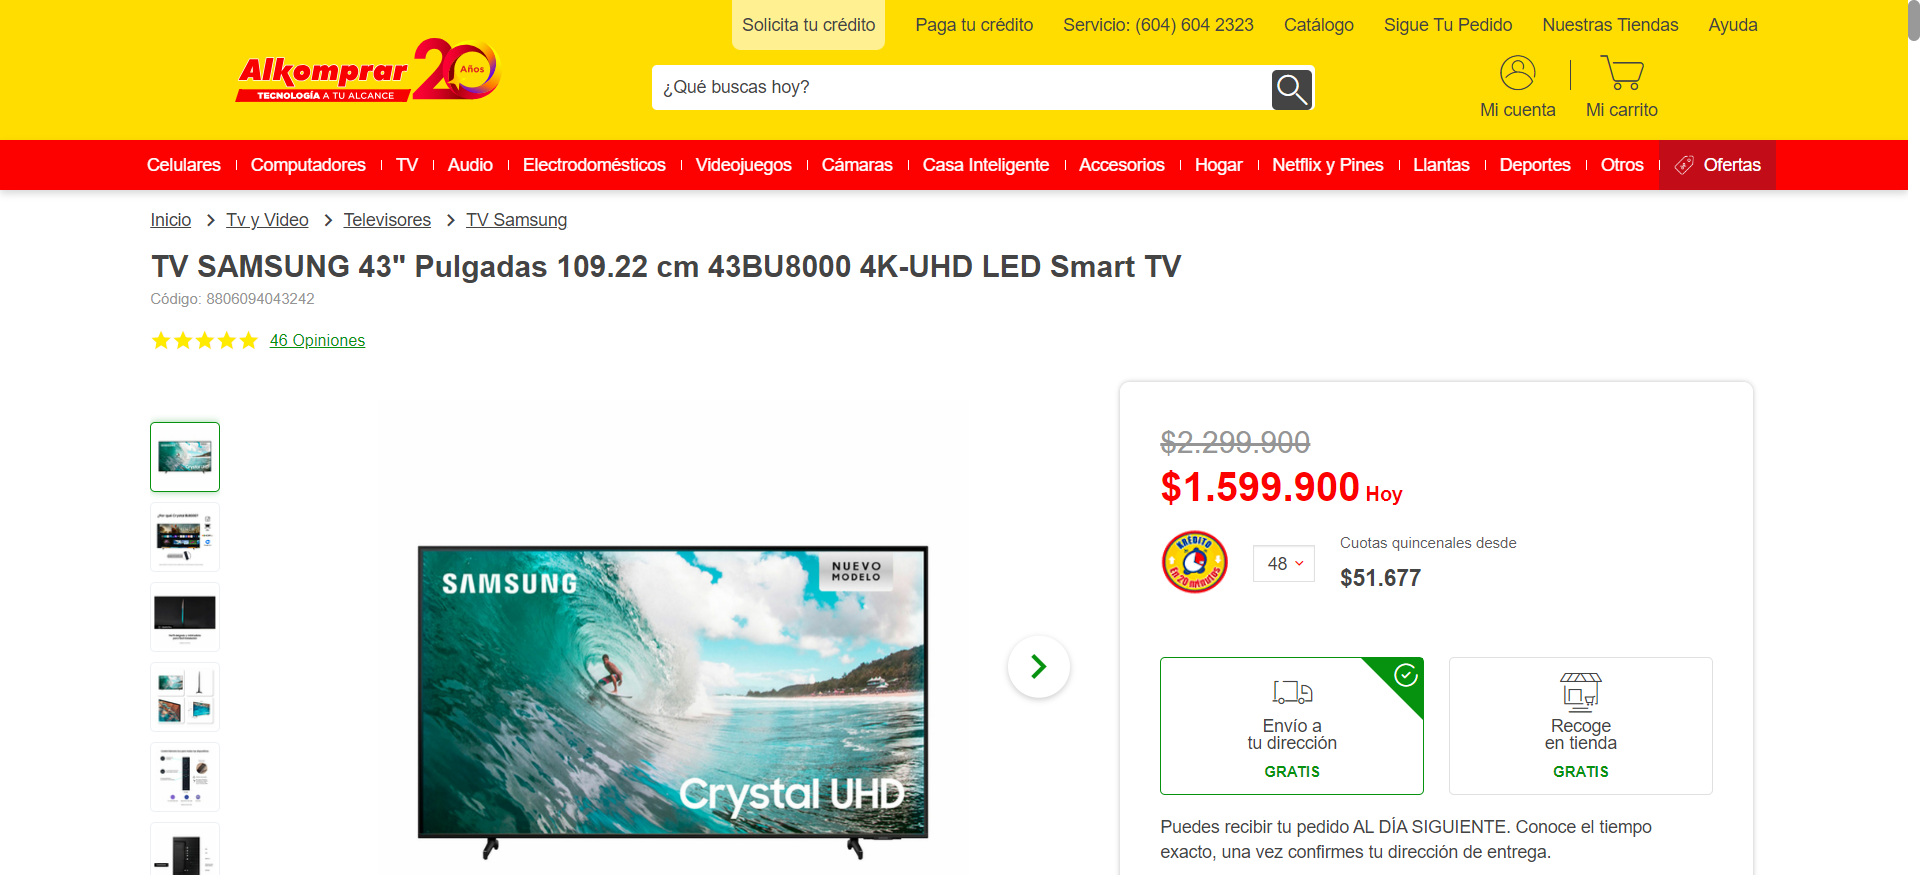 Solicita tu crédito
Paga tu crédito
Servicio: (604) 604 2323
Catálogo
Sigue Tu Pedido
Nuestras Tiendas
Ayuda
Alkomprar
TECNOLOGÍA A TU ALCANCE
20
Años
¿Qué buscas hoy?
Mi cuenta
Mi carrito
Celulares
Computadores
TV
Audio
Electrodomésticos
Videojuegos
Cámaras
Casa Inteligente
Accesorios
Hogar
Netflix y Pines
Llantas
Deportes
Otros
Ofertas
Inicio
Tv y Video
Televisores
TV Samsung
TV SAMSUNG 43" Pulgadas 109.22 cm 43BU8000 4K-UHD LED Smart TV
Código: 8806094043242
46 Opiniones
SAMSUNG
NUEVO
MODELO
Crystal UHD
$2.299.900
$1.599.900 Hoy
KREDITO
En 20 minutos
48
Cuotas quincenales desde
$51.677
Envío a
tu dirección
GRATIS
Recoge
en tienda
GRATIS
Puedes recibir tu pedido AL DÍA SIGUIENTE. Conoce el tiempo
exacto, una vez confirmes tu dirección de entrega.